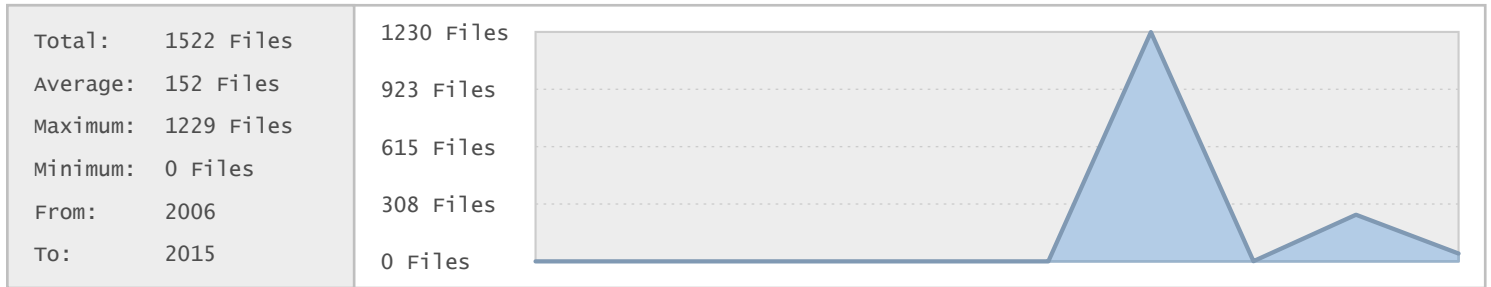 Total: 1522 Files
Average: 152 Files
Maximum: 1229 Files
Minimum: 0 Files
From: 2006
To: 2015
1230 Files
923 Files
615 Files
308 Files
0 Files